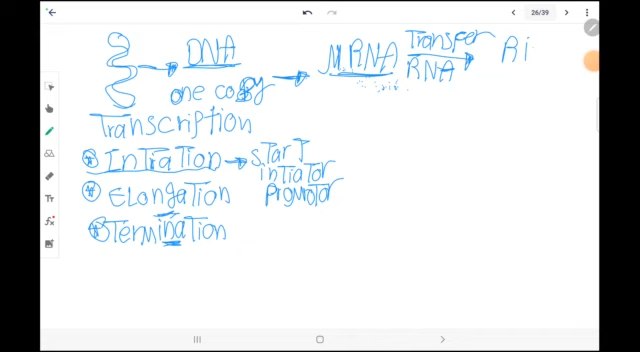 26/39
DNA MRNA Transfer RNA Ri
one copy
Transcription
Intiation start
intiator
Promotor
Elongation
Termination